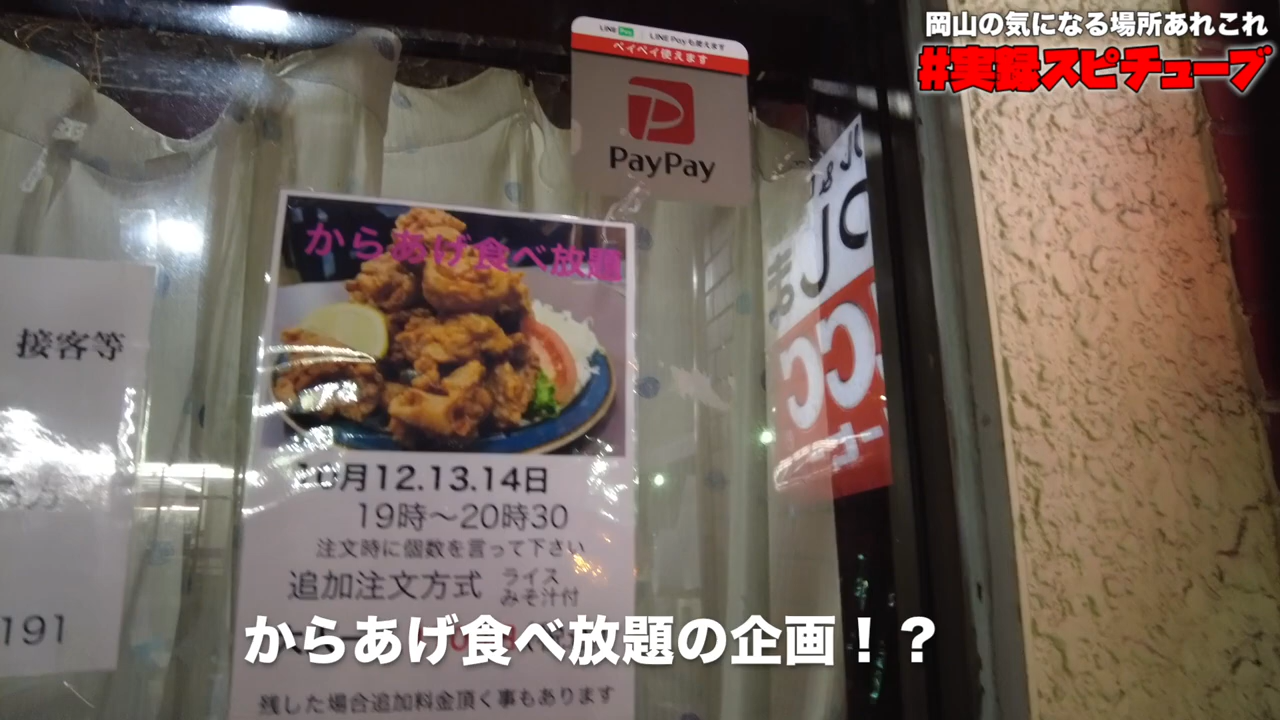 岡山の気になる場所あれこれ
#実録スピチューブ
LINE Pay LINE Payも使えます
ペイペイ使えます
PayPay
からあげ食べ放題
接客等
月12.13.14日
19時〜20時30
注文時に個数を言って下さい
追加注文方式 ライス
みそ汁付
191
からあげ食べ放題の企画！？
残した場合追加料金頂く事もあります